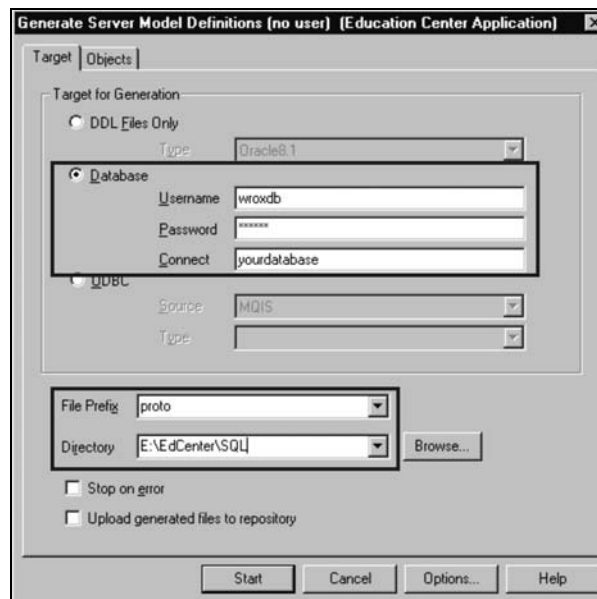 Generate Server Model Definitions (no user) (Education Center Application)
Target Objects
Target for Generation
DDL Files Only
Type Oracle8.1
Database
Username wroxdb
Password ******
Connect yourdatabase
ODBC
Source MQIS
Type
File Prefix proto
Directory E:\EdCenter\SQL
Browse...
Stop on error
Upload generated files to repository
Start Cancel Options... Help